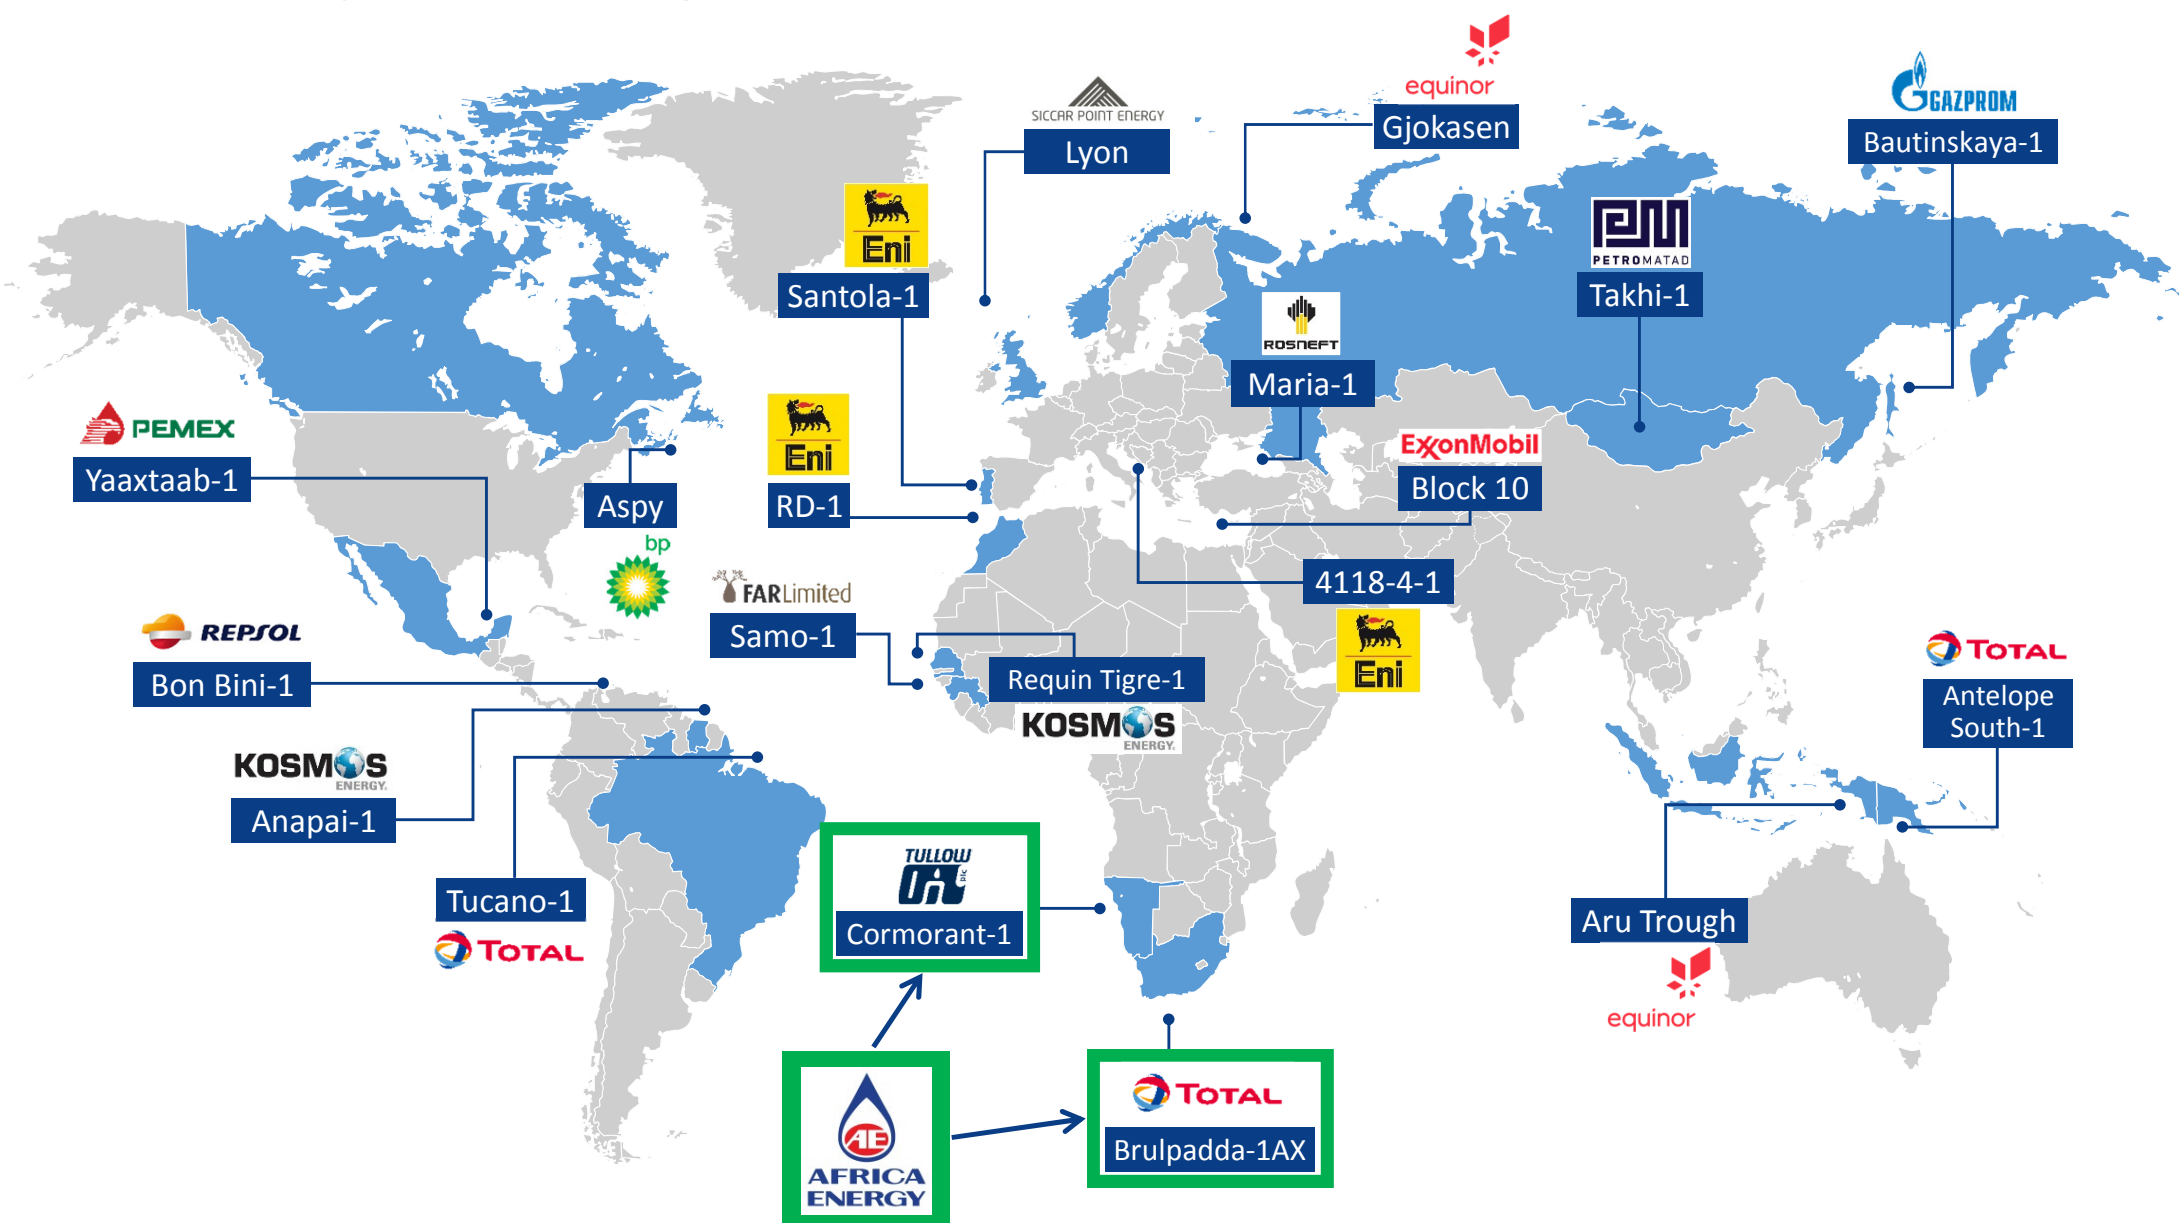 equinor
Gjokasen
GAZPROM
Bautinskaya-1
SICCAR POINT ENERGY
Lyon
Eni
Santola-1
PETROMATAD
Takhi-1
ROSNEFT
Maria-1
PEMEX
Yaaxtaab-1
Aspy
bp
Eni
RD-1
ExxonMobil
Block 10
4118-4-1
Eni
FAR Limited
Samo-1
Requin Tigre-1
KOSMOS
ENERGY.
REPSOL
Bon Bini-1
TOTAL
Antelope
South-1
KOSMOS
ENERGY.
Anapai-1
Tucano-1
TOTAL
TULLOW
OIL
plc
Cormorant-1
Aru Trough
equinor
AE
AFRICA
ENERGY
TOTAL
Brulpadda-1AX